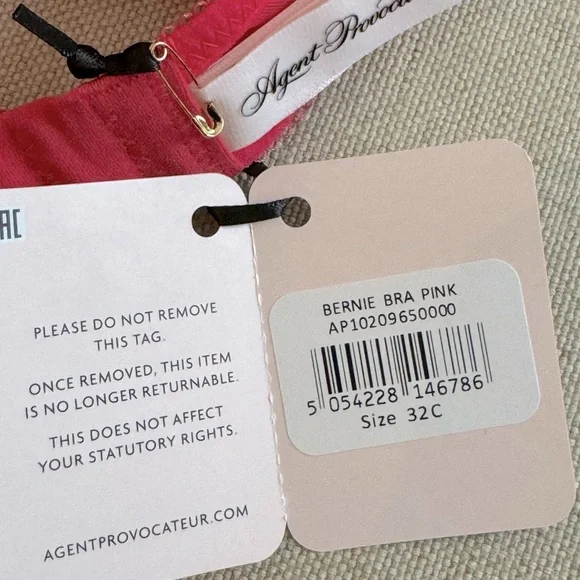 Agent Provocateur
PLEASE DO NOT REMOVE
THIS TAG.
ONCE REMOVED, THIS ITEM
IS NO LONGER RETURNABLE.
THIS DOES NOT AFFECT
YOUR STATUTORY RIGHTS.
AGENTPROVOCATEUR.COM
BERNIE BRA PINK
AP10209650000
5 054228 146786
Size 32C